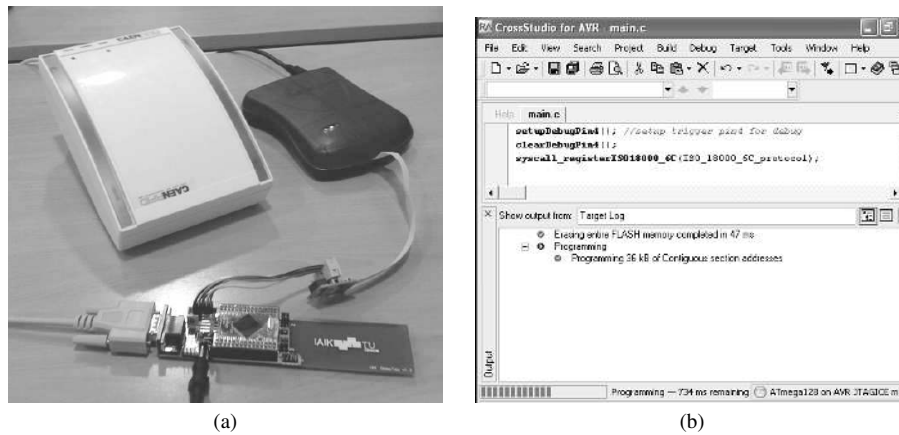 CAEN
CAEN
IAIK TU
(a)
CrossStudio for AVR - main.c
File Edit View Search Project Build Debug Target Tools Window Help
Help main.c
setupDebugPin4(); //setup trigger pin4 for debug
clearDebugPin4();
syscall_registerISO18000_6C(ISO_18000_6C_protocol);
Show output from: Target Log
Erasing entire FLASH memory completed in 47 ms
Programming
Programming 36 kB of Contiguous section addresses
Output
Programming — 734 ms remaining ATmega128 on AVR JTAGICE m
(b)